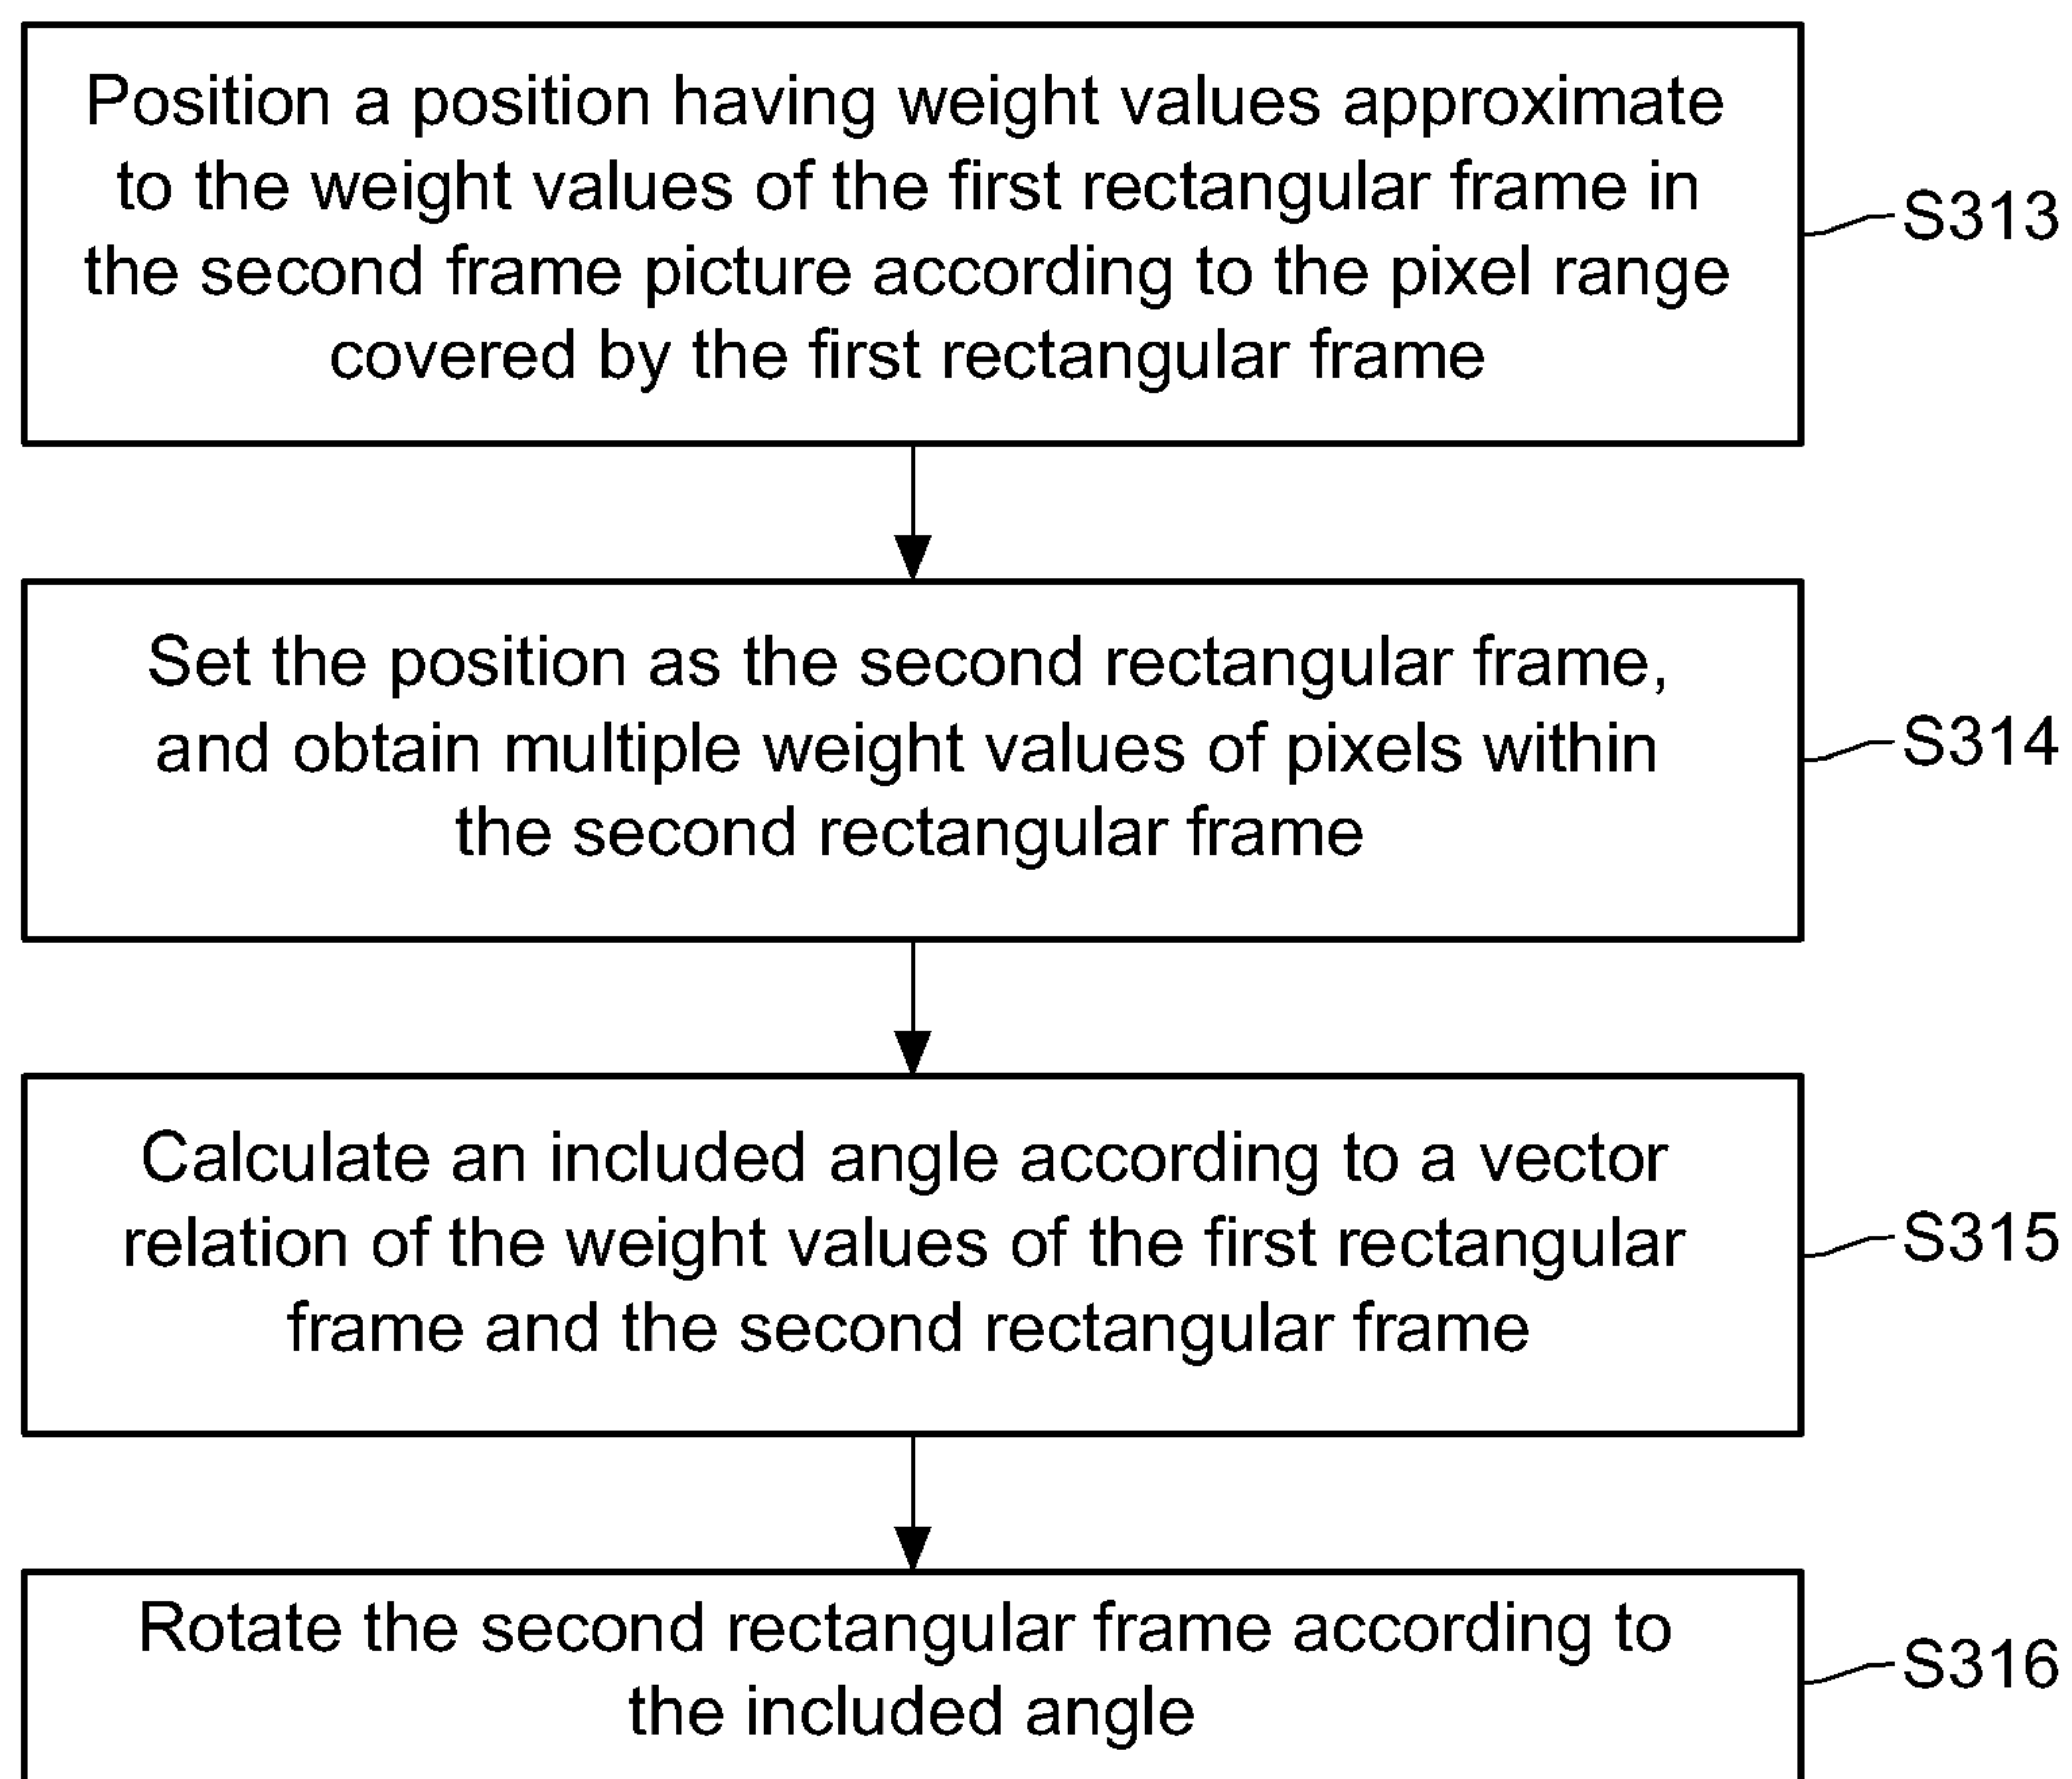 Position a position having weight values approximate
to the weight values of the first rectangular frame in
the second frame picture according to the pixel range
covered by the first rectangular frame
S313
Set the position as the second rectangular frame,
and obtain multiple weight values of pixels within
the second rectangular frame
S314
Calculate an included angle according to a vector
relation of the weight values of the first rectangular
frame and the second rectangular frame
S315
Rotate the second rectangular frame according to
the included angle
S316